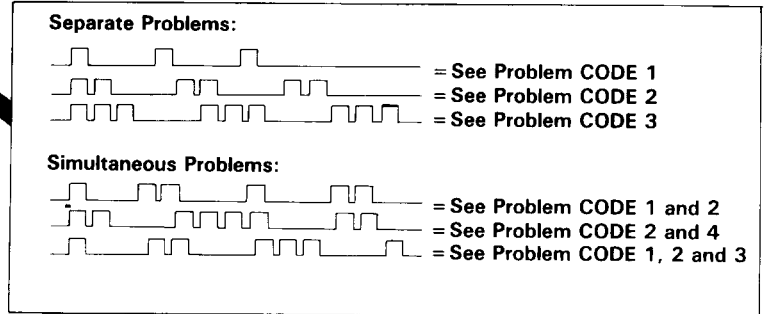 Separate Problems:
= See Problem CODE 1
= See Problem CODE 2
= See Problem CODE 3
Simultaneous Problems:
= See Problem CODE 1 and 2
= See Problem CODE 2 and 4
= See Problem CODE 1, 2 and 3